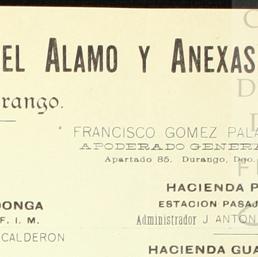 EL ALAMO Y ANEXAS
rango.
FRANCISCO GOMEZ PALA
APODERADO GENERA
Apartado 85. Durango, Dgo.
HACIENDA P
ESTACION PASAJ
Administrador J ANTON
DONGA
F. I. M.
CALDERON
HACIENDA GUA